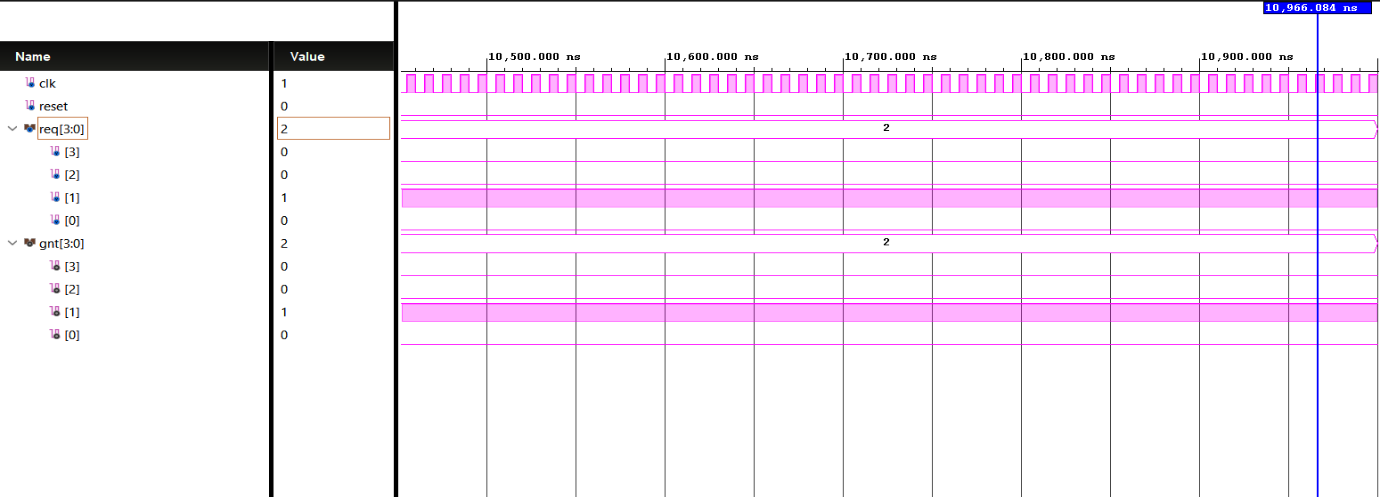 10,966.084 ns
Name Value
10,500.000 ns 10,600.000 ns 10,700.000 ns 10,800.000 ns 10,900.000 ns
clk 1
reset 0
req[3:0] 2 2
[3] 0
[2] 0
[1] 1
[0] 0
gnt[3:0] 2 2
[3] 0
[2] 0
[1] 1
[0] 0